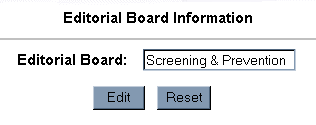 Editorial Board Information
Editorial Board: Screening & Prevention
Edit Reset